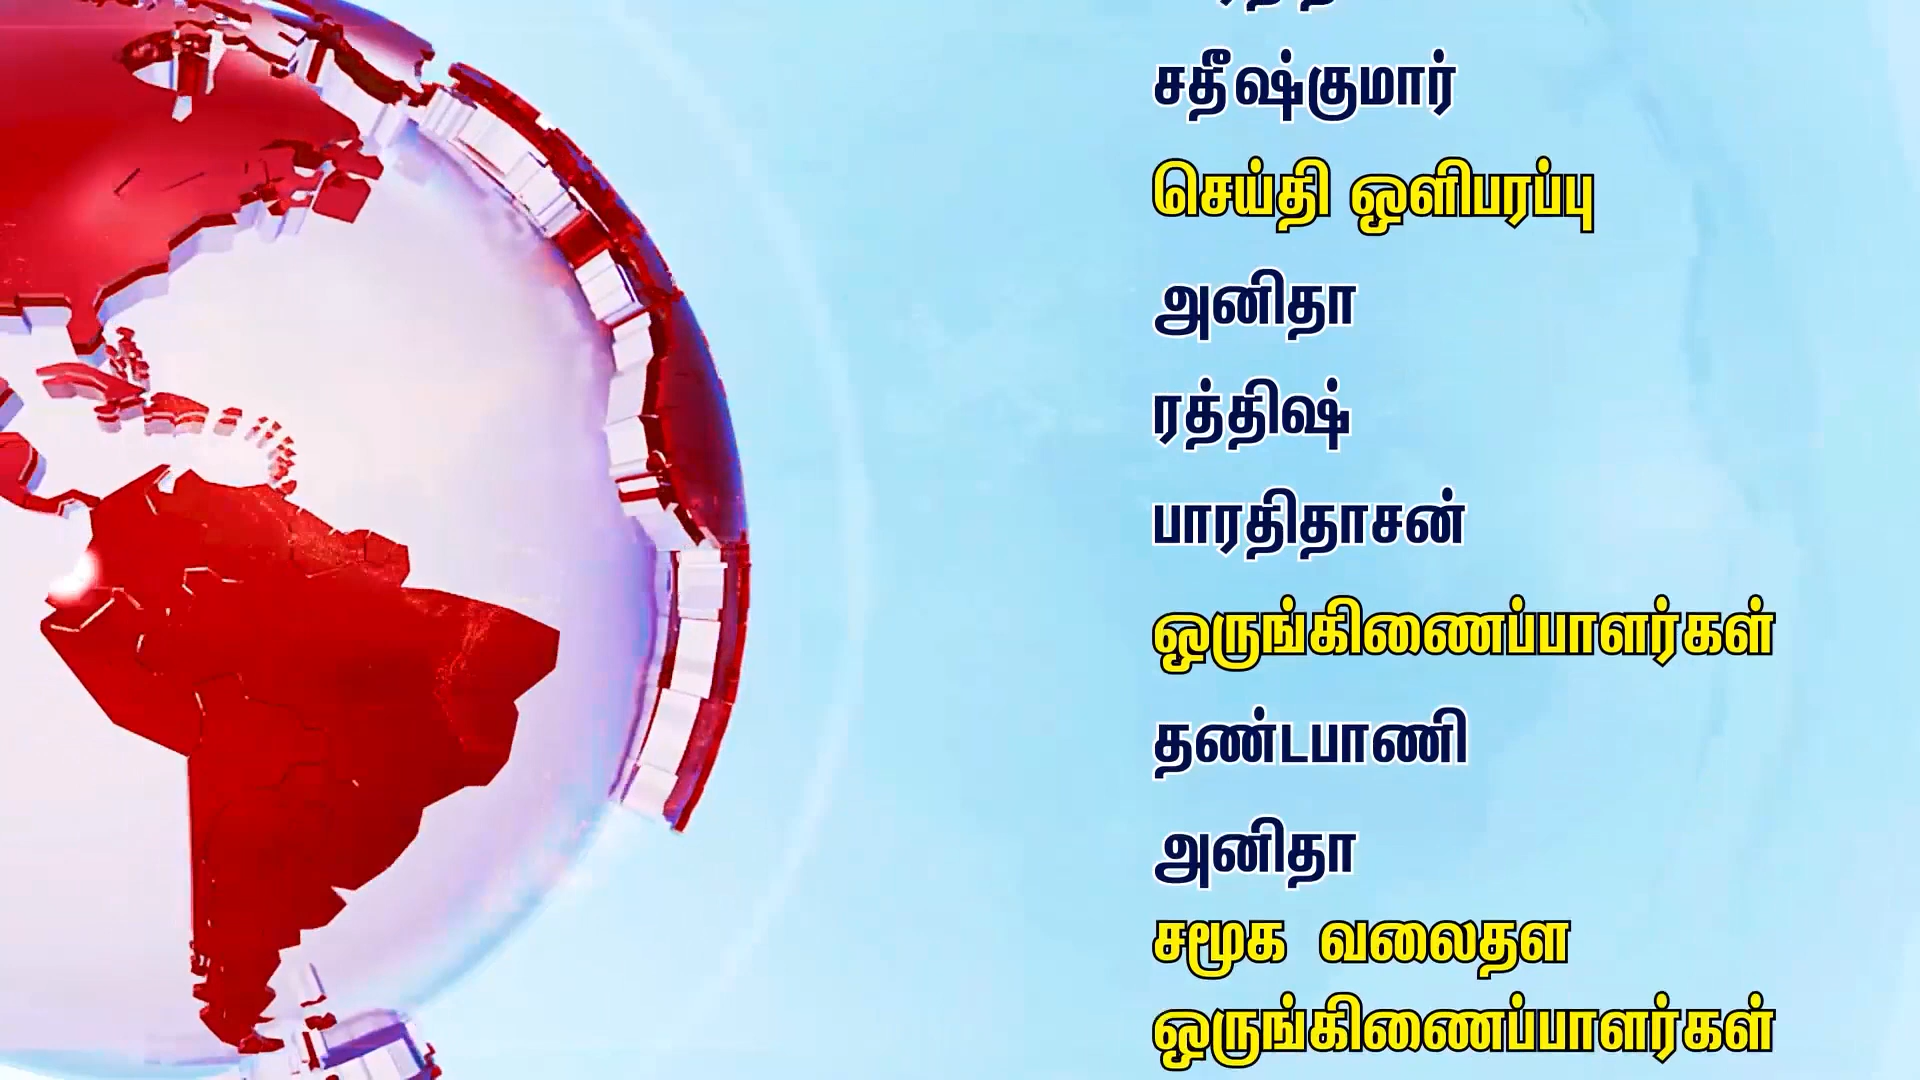 சதீஷ்குமார்
செய்தி ஒளிபரப்பு
அனிதா
ரத்திஷ்
பாரதிதாசன்
ஒருங்கிணைப்பாளர்கள்
தண்டபாணி
அனிதா
சமூக வலைதள
ஒருங்கிணைப்பாளர்கள்